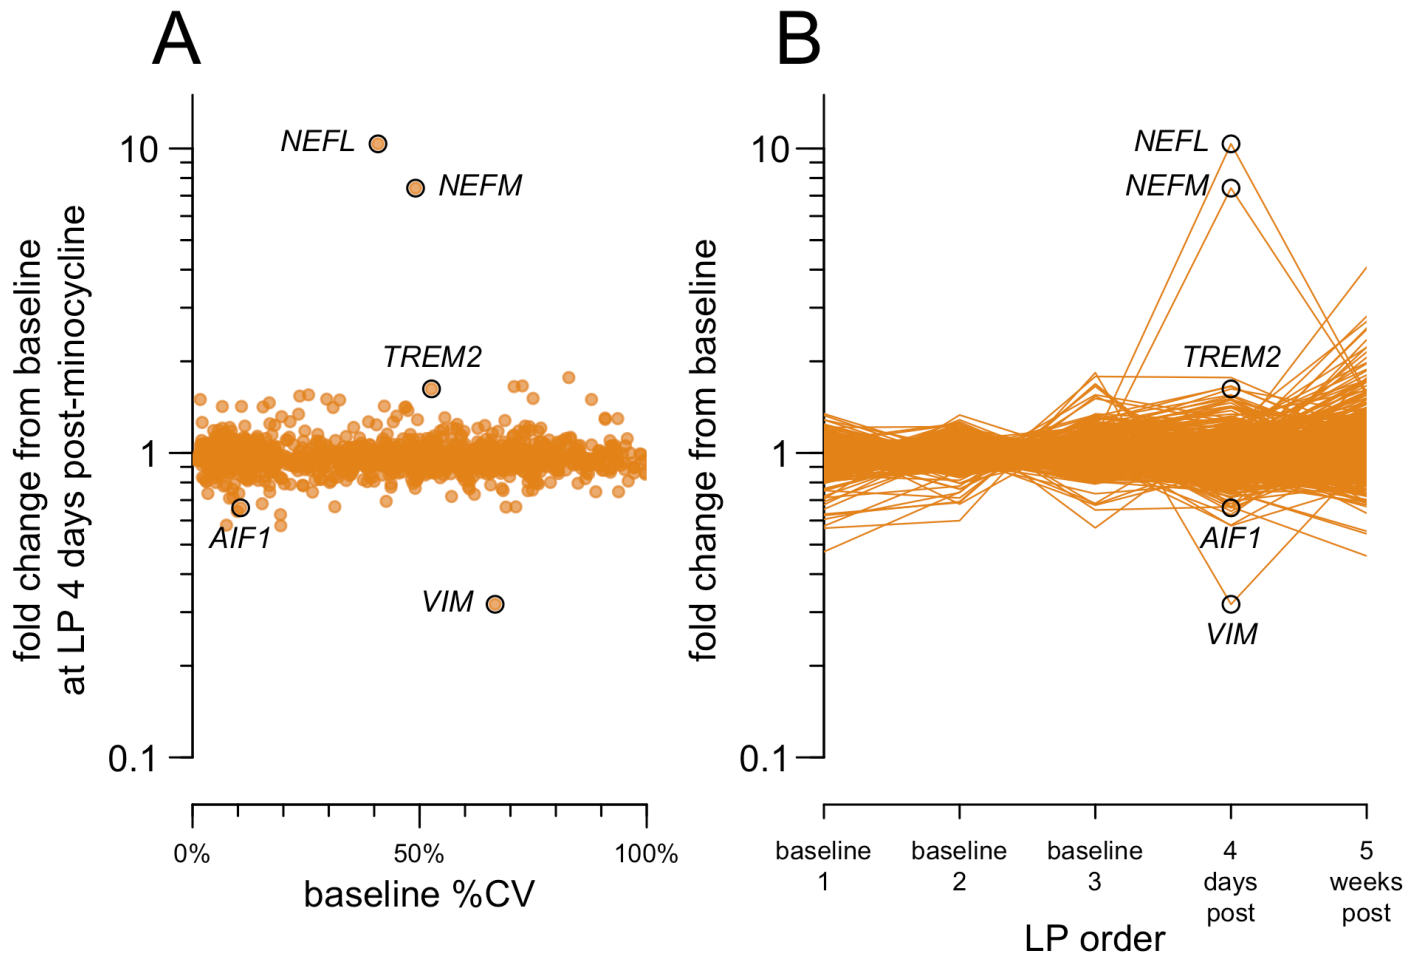 A
fold change from baseline
at LP 4 days post-minocycline
10
1
0.1
NEFL
NEFM
TREM2
AIF1
VIM
0%
50%
100%
baseline %CV
B
fold change from baseline
10
1
0.1
NEFL
NEFM
TREM2
AIF1
VIM
baseline
1
baseline
2
baseline
3
4
days
post
5
weeks
post
LP order